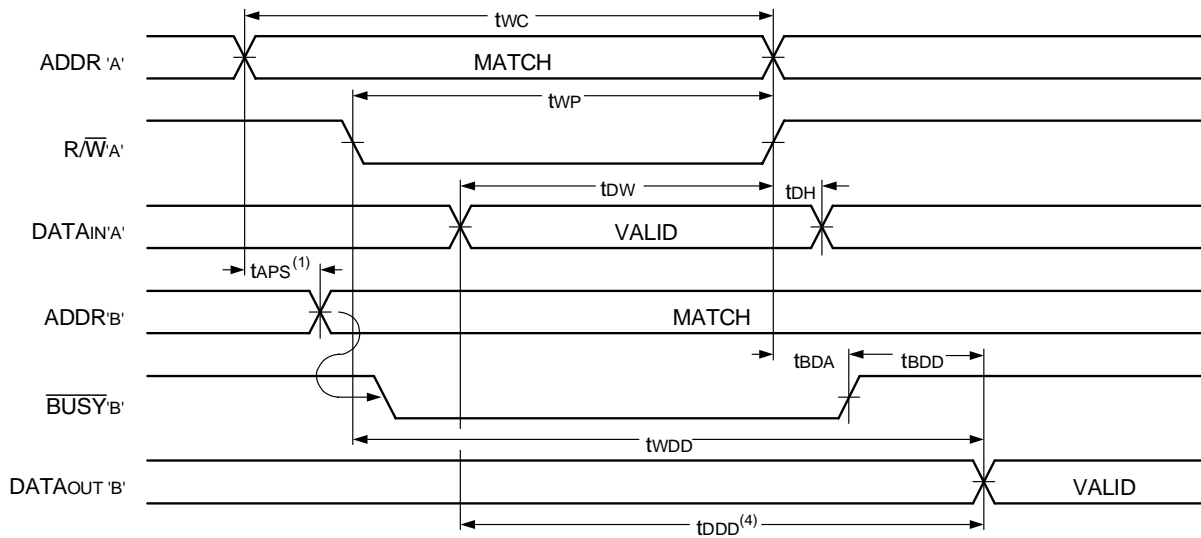 tWC
ADDR 'A'
MATCH
tWP
R/W̅'A'
tDW
tDH
DATAIN'A'
VALID
tAPS(1)
ADDR'B'
MATCH
tBDA
tBDD
B̅U̅S̅Y̅'B'
tWDD
DATAOUT 'B'
VALID
tDDD(4)